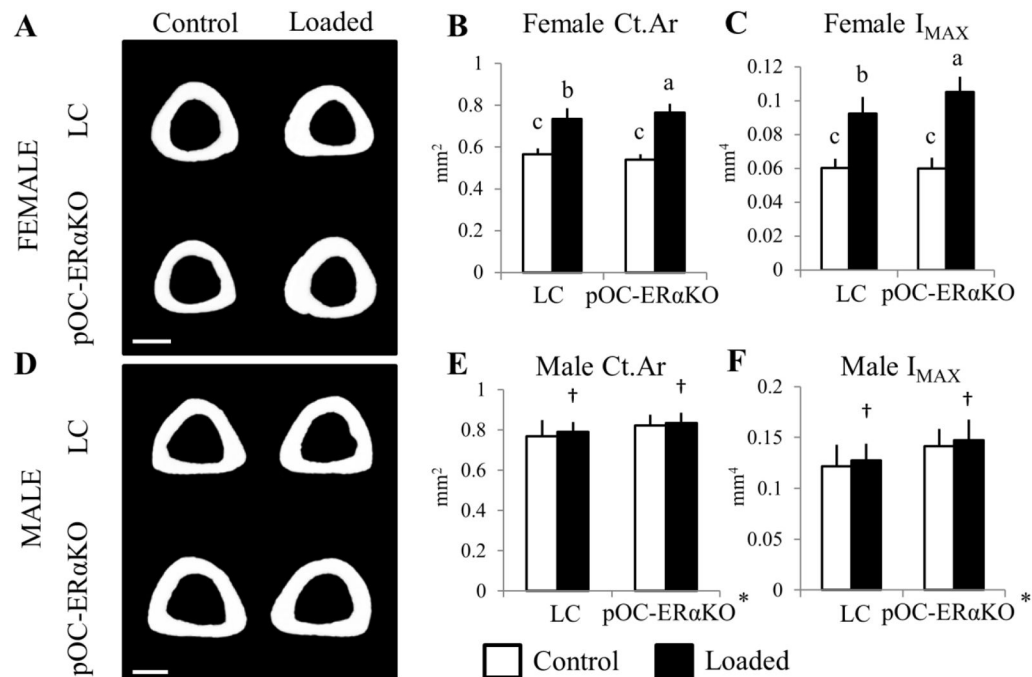 A
Control
Loaded
FEMALE
LC
pOC-ERαKO
B
Female Ct.Ar
1
0.8
0.6
0.4
0.2
0
mm²
c
b
c
a
LC
pOC-ERαKO
C
Female I_MAX
0.12
0.1
0.08
0.06
0.04
0.02
0
mm⁴
c
b
c
a
LC
pOC-ERαKO
D
MALE
LC
pOC-ERαKO
E
Male Ct.Ar
1
0.8
0.6
0.4
0.2
0
mm²
†
†
LC
pOC-ERαKO
*
F
Male I_MAX
0.2
0.15
0.1
0.05
0
mm⁴
†
†
LC
pOC-ERαKO
*
Control
Loaded